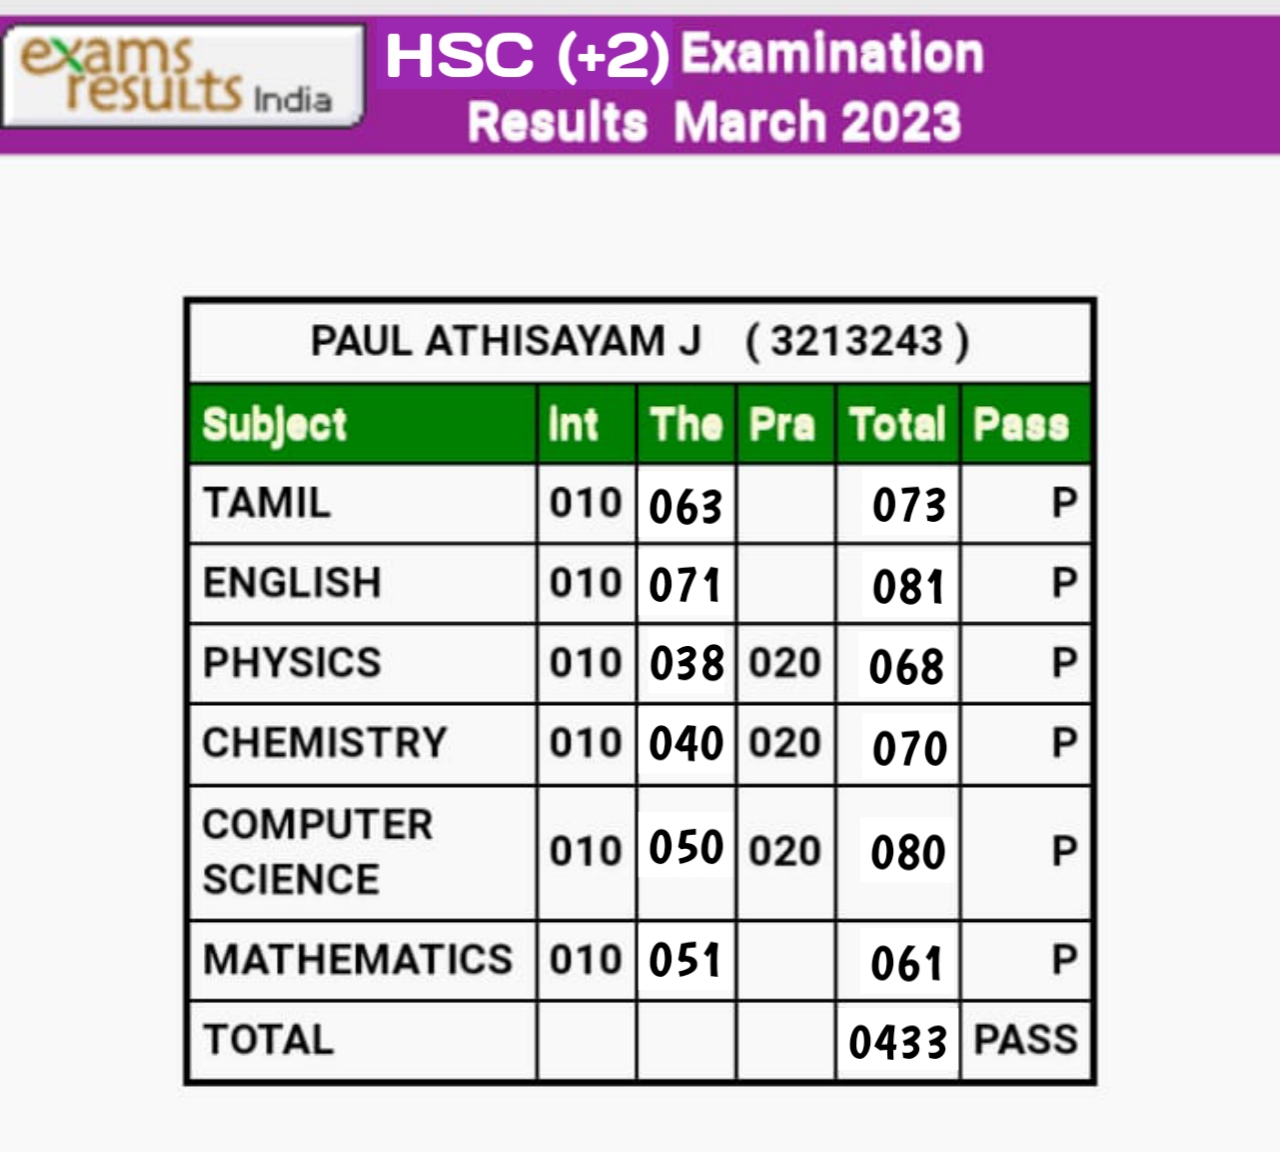 exams
results India
HSC (+2) Examination
Results March 2023
PAUL ATHISAYAM J ( 3213243 )
Subject Int The Pra Total Pass
TAMIL 010 063 073 P
ENGLISH 010 071 081 P
PHYSICS 010 038 020 068 P
CHEMISTRY 010 040 020 070 P
COMPUTER
SCIENCE 010 050 020 080 P
MATHEMATICS 010 051 061 P
TOTAL 0433 PASS